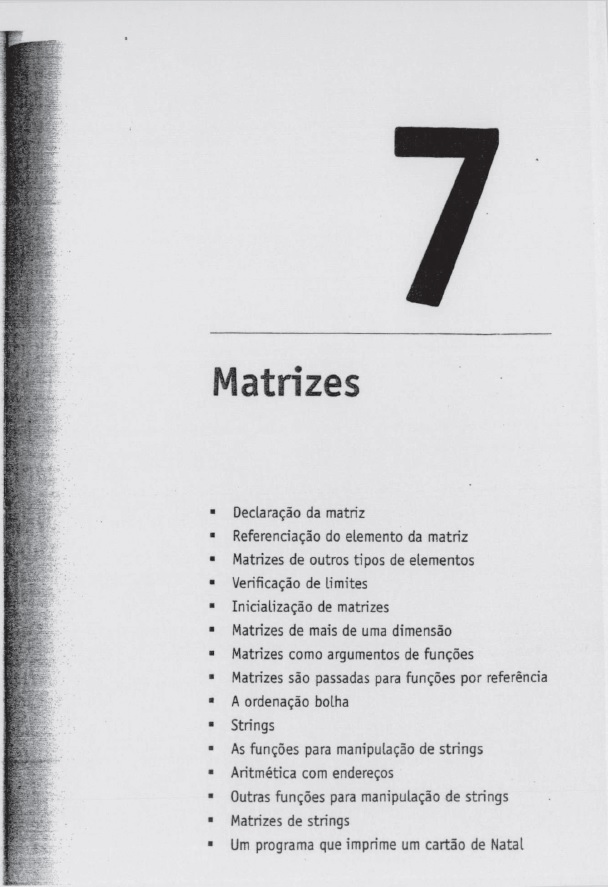 7
Matrizes
▪ Declaração da matriz
▪ Referenciação do elemento da matriz
▪ Matrizes de outros tipos de elementos
▪ Verificação de limites
▪ Inicialização de matrizes
▪ Matrizes de mais de uma dimensão
▪ Matrizes como argumentos de funções
▪ Matrizes são passadas para funções por referência
▪ A ordenação bolha
▪ Strings
▪ As funções para manipulação de strings
▪ Aritmética com endereços
▪ Outras funções para manipulação de strings
▪ Matrizes de strings
▪ Um programa que imprime um cartão de Natal